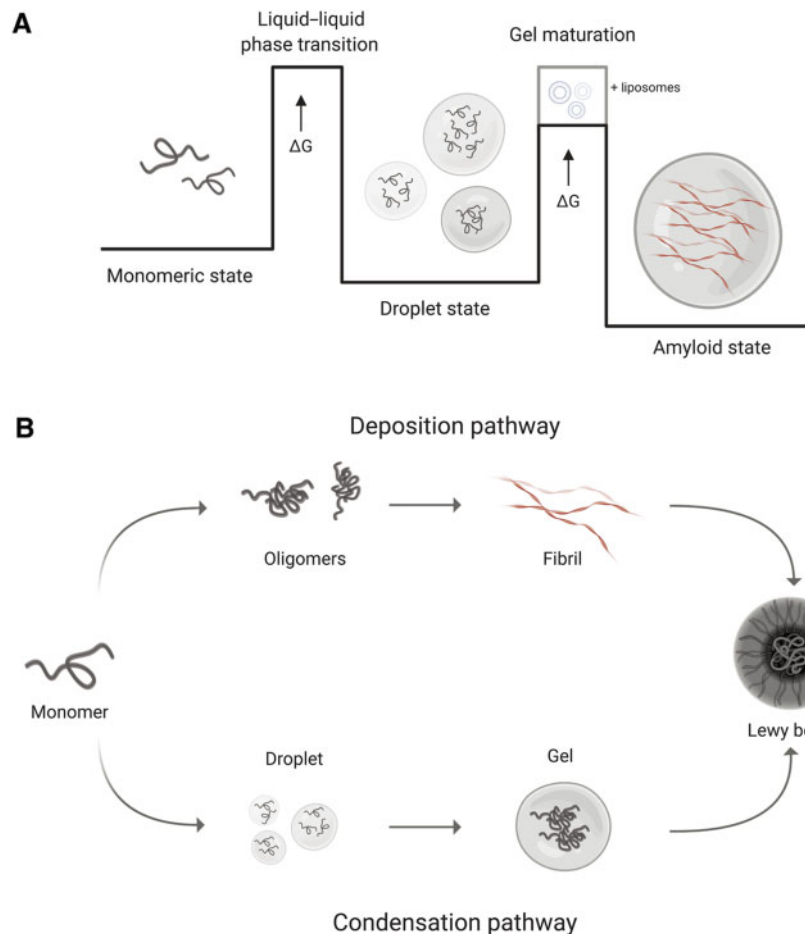 A
Liquid–liquid
phase transition
Gel maturation
+ liposomes
ΔG
ΔG
Monomeric state
Droplet state
Amyloid state
B
Deposition pathway
Oligomers
Fibril
Monomer
Lewy
Droplet
Gel
Condensation pathway